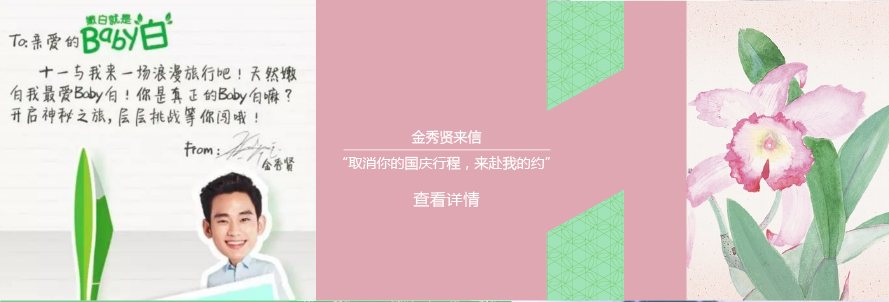 嫩白就是
To:亲爱的Baby白
十一与我来一场浪漫旅行吧！天然嫩
白我最爱Baby白！你是真正的Baby白嘛？
开启神秘之旅,层层挑战等你闯哦！
From:
金秀贤
金秀贤来信
“取消你的国庆行程，来赴我的约”
查看详情